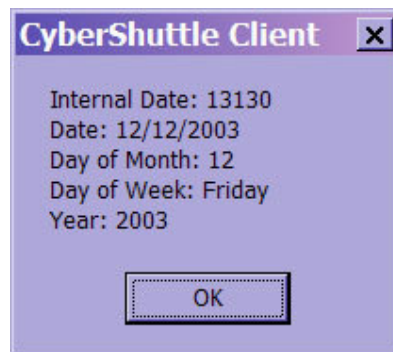 CyberShuttle Client
Internal Date: 13130
Date: 12/12/2003
Day of Month: 12
Day of Week: Friday
Year: 2003
OK